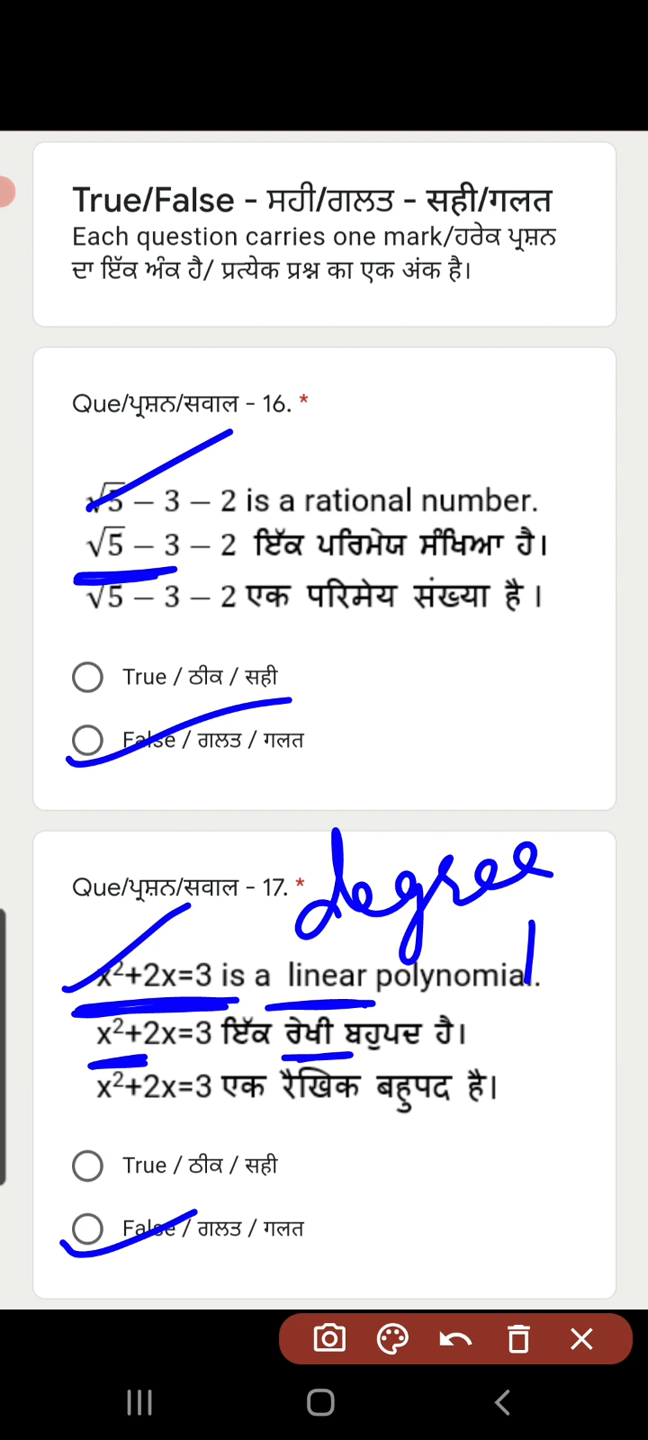 True/False - ਸਹੀ/ਗਲਤ - सही/गलत
Each question carries one mark/ਹਰੇਕ ਪ੍ਰਸ਼ਨ
ਦਾ ਇੱਕ ਅੰਕ ਹੈ/ प्रत्येक प्रश्न का एक अंक है।
Que/ਪ੍ਰਸ਼ਨ/सवाल - 16. *
√5 − 3 − 2 is a rational number.
√5 − 3 − 2 ਇੱਕ ਪਰਿਮੇਯ ਸੰਖਿਆ ਹੈ।
√5 − 3 − 2 एक परिमेय संख्या है।
True / ਠੀਕ / सही
False / ਗਲਤ / गलत
degree
Que/ਪ੍ਰਸ਼ਨ/सवाल - 17. *
1
x²+2x=3 is a linear polynomial.
x²+2x=3 ਇੱਕ ਰੇਖੀ ਬਹੁਪਦ ਹੈ।
x²+2x=3 एक रैखिक बहुपद है।
True / ਠੀਕ / सही
False / ਗਲਤ / गलत